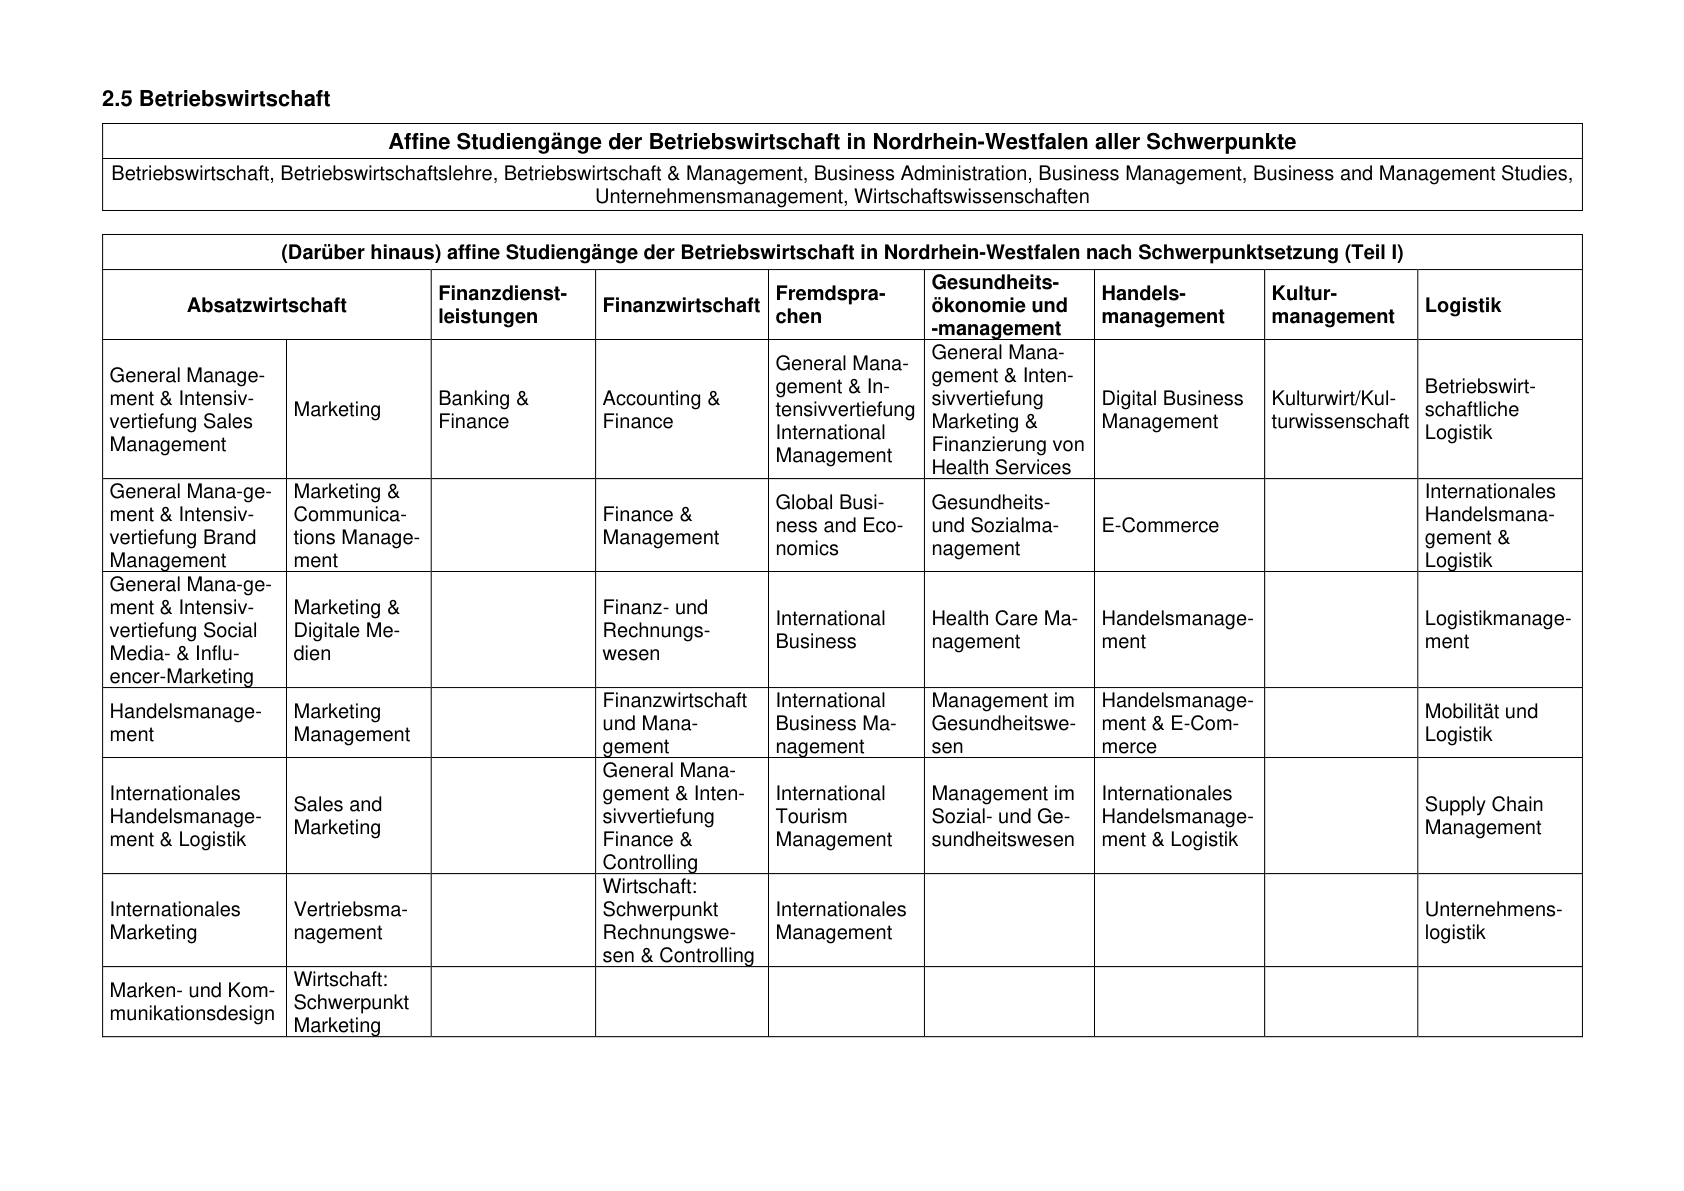 2.5 Betriebswirtschaft
Affine Studiengänge der Betriebswirtschaft in Nordrhein-Westfalen aller Schwerpunkte
Betriebswirtschaft, Betriebswirtschaftslehre, Betriebswirtschaft & Management, Business Administration, Business Management, Business and Management Studies,
Unternehmensmanagement, Wirtschaftswissenschaften
(Darüber hinaus) affine Studiengänge der Betriebswirtschaft in Nordrhein-Westfalen nach Schwerpunktsetzung (Teil I)
Absatzwirtschaft
Finanzdienst-
leistungen
Finanzwirtschaft
Fremdspra-
chen
Gesundheits-
ökonomie und
-management
Handels-
management
Kultur-
management
Logistik
General Manage-
ment & Intensiv-
vertiefung Sales
Management
Marketing
Banking &
Finance
Accounting &
Finance
General Mana-
gement & In-
tensivvertiefung
International
Management
General Mana-
gement & Inten-
sivvertiefung
Marketing &
Finanzierung von
Health Services
Digital Business
Management
Kulturwirt/Kul-
turwissenschaft
Betriebswirt-
schaftliche
Logistik
General Mana-ge-
ment & Intensiv-
vertiefung Brand
Management
Marketing &
Communica-
tions Manage-
ment
Finance &
Management
Global Busi-
ness and Eco-
nomics
Gesundheits-
und Sozialma-
nagement
E-Commerce
Internationales
Handelsmana-
gement &
Logistik
General Mana-ge-
ment & Intensiv-
vertiefung Social
Media- & Influ-
encer-Marketing
Marketing &
Digitale Me-
dien
Finanz- und
Rechnungs-
wesen
International
Business
Health Care Ma-
nagement
Handelsmanage-
ment
Logistikmanage-
ment
Handelsmanage-
ment
Marketing
Management
Finanzwirtschaft
und Mana-
gement
International
Business Ma-
nagement
Management im
Gesundheitswe-
sen
Handelsmanage-
ment & E-Com-
merce
Mobilität und
Logistik
Internationales
Handelsmanage-
ment & Logistik
Sales and
Marketing
General Mana-
gement & Inten-
sivvertiefung
Finance &
Controlling
International
Tourism
Management
Management im
Sozial- und Ge-
sundheitswesen
Internationales
Handelsmanage-
ment & Logistik
Supply Chain
Management
Internationales
Marketing
Vertriebsma-
nagement
Wirtschaft:
Schwerpunkt
Rechnungswe-
sen & Controlling
Internationales
Management
Unternehmens-
logistik
Marken- und Kom-
munikationsdesign
Wirtschaft:
Schwerpunkt
Marketing